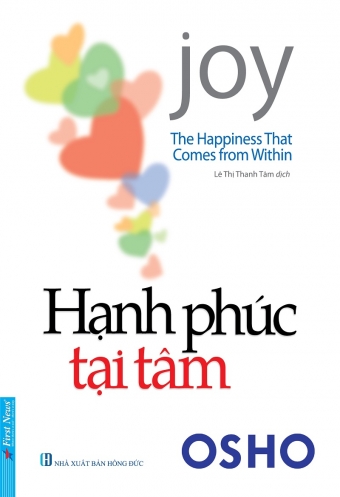 joy
The Happiness That
Comes from Within
Lê Thị Thanh Tâm dịch
Hạnh phúc
tại tâm
First News
NHÀ XUẤT BẢN HỒNG ĐỨC
OSHO